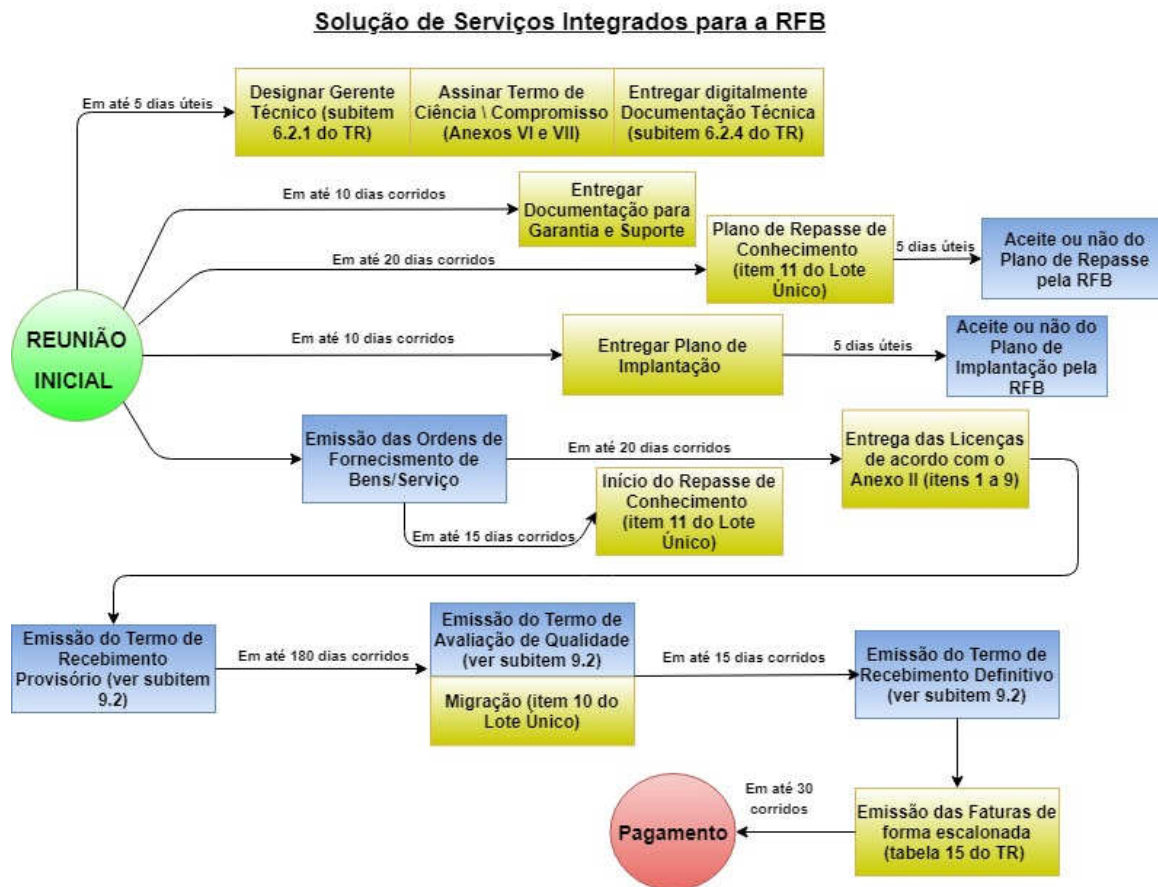 Solução de Serviços Integrados para a RFB
Em até 5 dias úteis
Designar Gerente
Técnico (subitem
6.2.1 do TR)
Assinar Termo de
Ciência \ Compromisso
(Anexos VI e VII)
Entregar digitalmente
Documentação Técnica
(subitem 6.2.4 do TR)
Em até 10 dias corridos
Entregar
Documentação para
Garantia e Suporte
Em até 20 dias corridos
Plano de Repasse de
Conhecimento
(item 11 do Lote
Único)
5 dias úteis
Aceite ou não do
Plano de Repasse
pela RFB
REUNIÃO
INICIAL
Em até 10 dias corridos
Entregar Plano de
Implantação
5 dias úteis
Aceite ou não do
Plano de
Implantação pela
RFB
Emissão das Ordens de
Fornecismento de
Bens/Serviço
Em até 20 dias corridos
Entrega das Licenças
de acordo com o
Anexo II (itens 1 a 9)
Em até 15 dias corridos
Início do Repasse de
Conhecimento
(item 11 do Lote
Único)
Emissão do Termo de
Recebimento
Provisório (ver subitem
9.2)
Em até 180 dias corridos
Emissão do Termo de
Avaliação de Qualidade
(ver subitem 9.2)
Migração (item 10 do
Lote Único)
Em até 15 dias corridos
Emissão do Termo de
Recebimento Definitivo
(ver subitem 9.2)
Emissão das Faturas de
forma escalonada
(tabela 15 do TR)
Em até 30
corridos
Pagamento